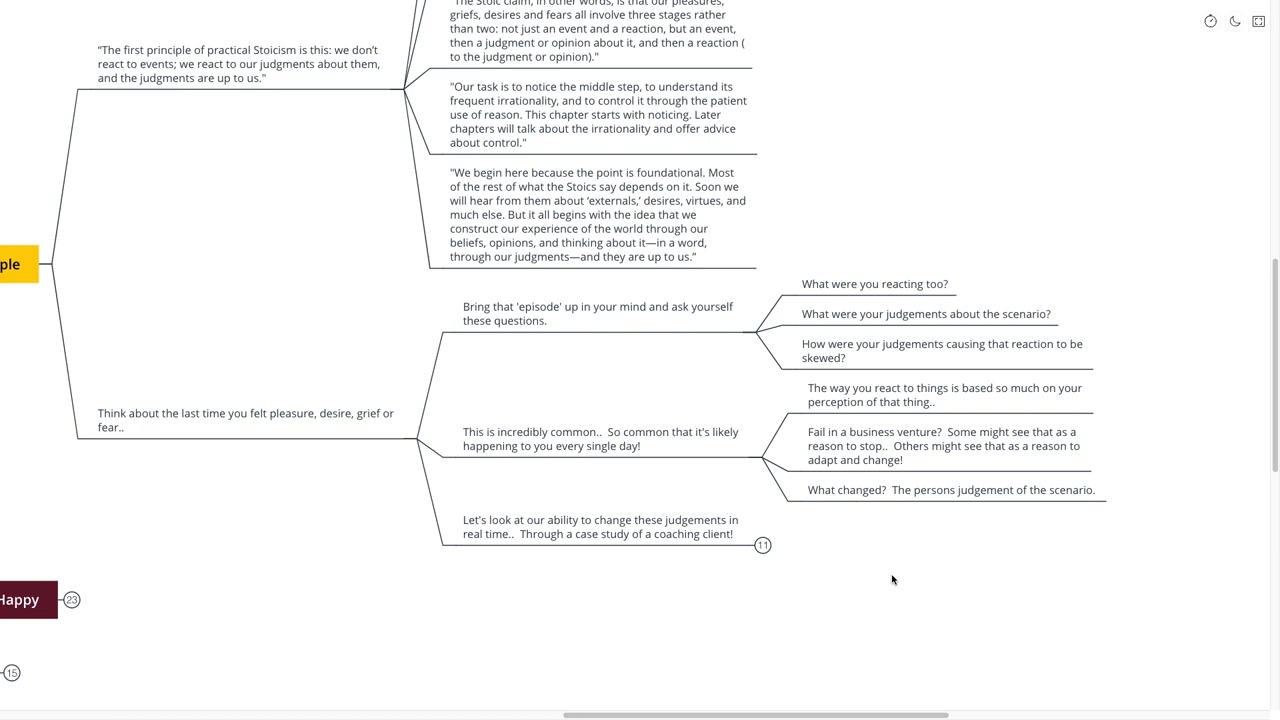 "The Stoic claim, in other words, is that our pleasures,
griefs, desires and fears all involve three stages rather
than two: not just an event and a reaction, but an event,
then a judgment or opinion about it, and then a reaction (
to the judgment or opinion)."
"The first principle of practical Stoicism is this: we don’t
react to events; we react to our judgments about them,
and the judgments are up to us."
"Our task is to notice the middle step, to understand its
frequent irrationality, and to control it through the patient
use of reason. This chapter starts with noticing. Later
chapters will talk about the irrationality and offer advice
about control."
"We begin here because the point is foundational. Most
of the rest of what the Stoics say depends on it. Soon we
will hear from them about ‘externals,’ desires, virtues, and
much else. But it all begins with the idea that we
construct our experience of the world through our
beliefs, opinions, and thinking about it—in a word,
through our judgments—and they are up to us.”
ple
Think about the last time you felt pleasure, desire, grief or
fear..
Bring that 'episode' up in your mind and ask yourself
these questions.
What were you reacting too?
What were your judgements about the scenario?
How were your judgements causing that reaction to be
skewed?
This is incredibly common.. So common that it's likely
happening to you every single day!
The way you react to things is based so much on your
perception of that thing..
Fail in a business venture? Some might see that as a
reason to stop.. Others might see that as a reason to
adapt and change!
What changed? The persons judgement of the scenario.
Let's look at our ability to change these judgements in
real time.. Through a case study of a coaching client!
11
Happy
23
15